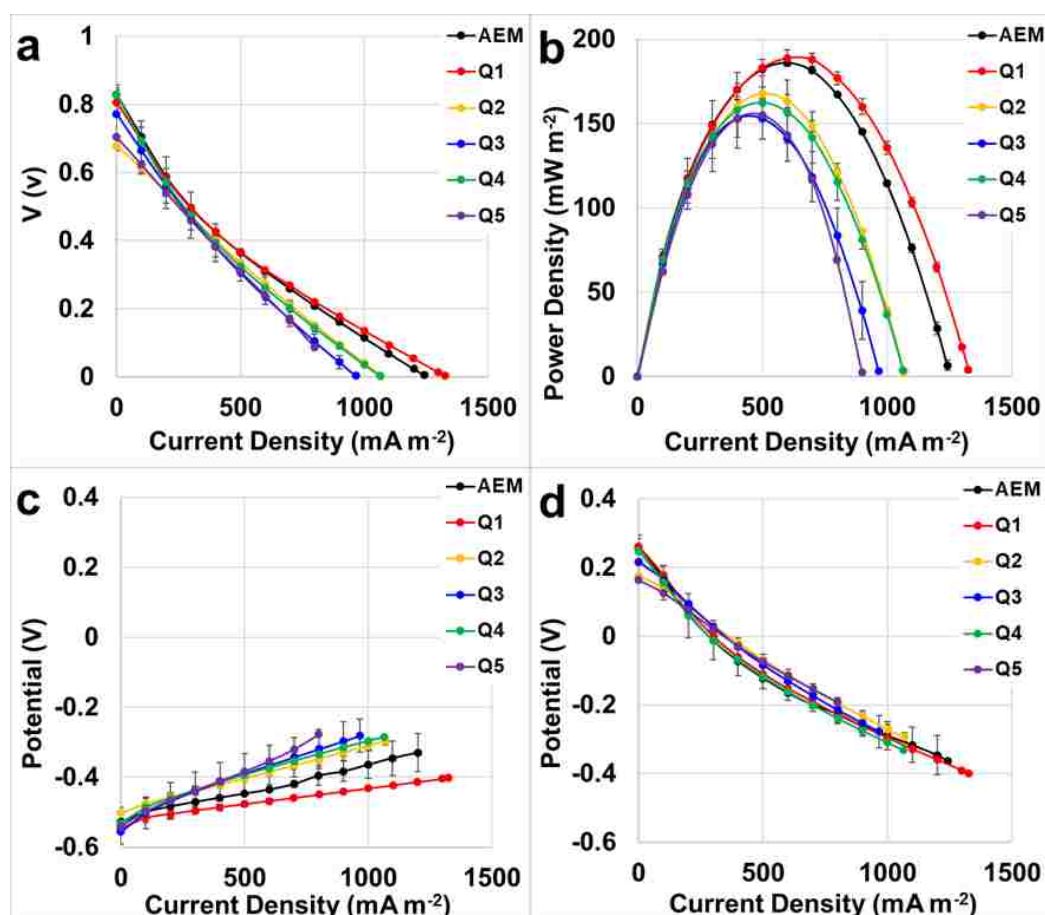 a
1
0.8
0.6
0.4
0.2
0
V (v)
0 500 1000 1500
Current Density (mA m⁻²)
AEM
Q1
Q2
Q3
Q4
Q5
b
200
150
100
50
0
Power Density (mW m⁻²)
0 500 1000 1500
Current Density (mA m⁻²)
AEM
Q1
Q2
Q3
Q4
Q5
c
0.4
0.2
0
-0.2
-0.4
-0.6
Potential (V)
0 500 1000 1500
Current Density (mA m⁻²)
AEM
Q1
Q2
Q3
Q4
Q5
d
0.4
0.2
0
-0.2
-0.4
-0.6
Potential (V)
0 500 1000 1500
Current Density (mA m⁻²)
AEM
Q1
Q2
Q3
Q4
Q5